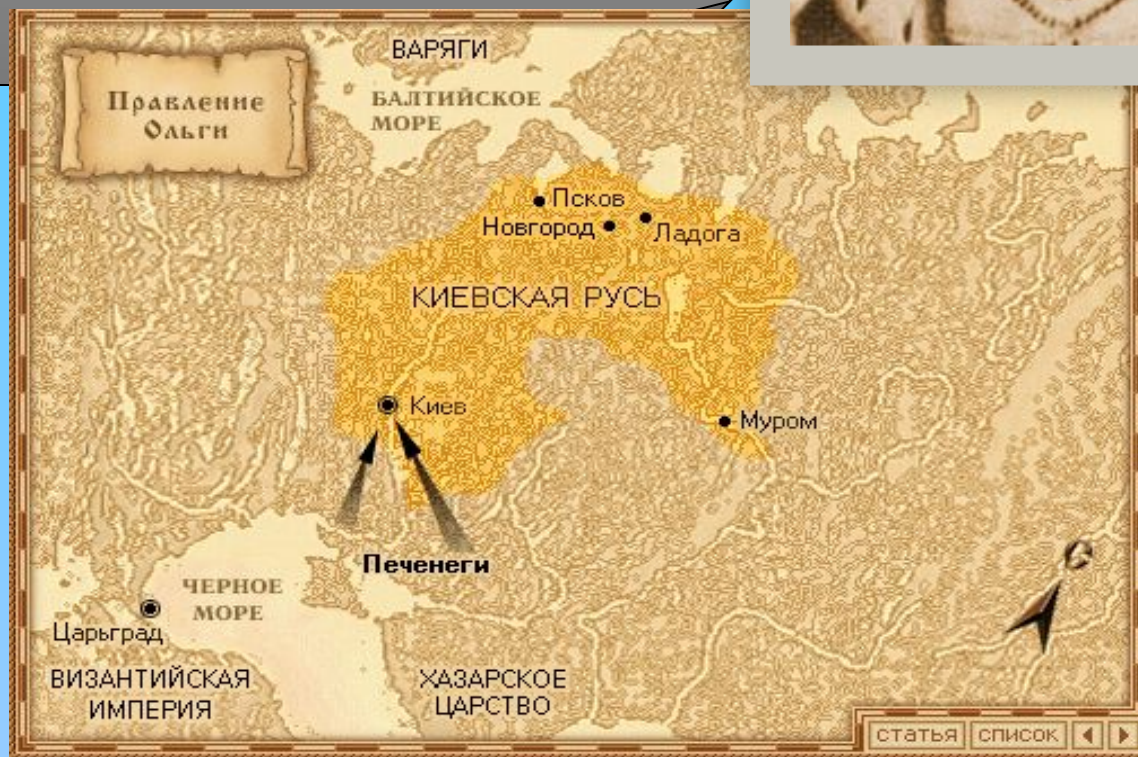 ВАРЯГИ
Правление
Ольги
БАЛТИЙСКОЕ
МОРЕ
Псков
Новгород
Ладога
КИЕВСКАЯ РУСЬ
Киев
Муром
Печенеги
ЧЕРНОЕ
МОРЕ
Царьград
ВИЗАНТИЙСКАЯ
ИМПЕРИЯ
ХАЗАРСКОЕ
ЦАРСТВО
С
статья список